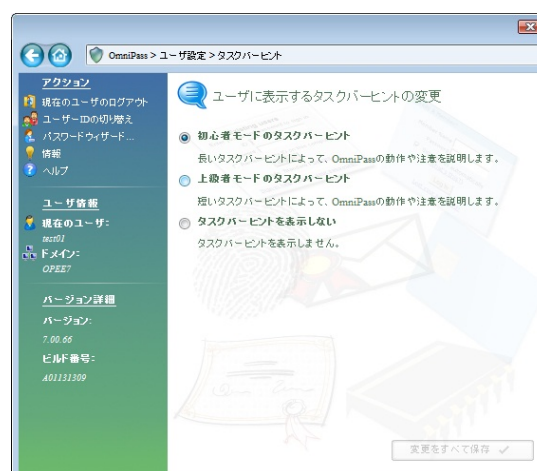 OmniPass > ユーザ設定 > タスクバーヒント
アクション
現在のユーザのログアウト
ユーザーIDの切り替え
パスワードウィザード...
情報
ヘルプ
ユーザ情報
現在のユーザ:
test01
ドメイン:
OPEE7
バージョン詳細
バージョン:
7.00.66
ビルド番号:
A01131309
ユーザに表示するタスクバーヒントの変更
初心者モードのタスクバーヒント
長いタスクバーヒントによって、OmniPassの動作や注意を説明します。
上級者モードのタスクバーヒント
短いタスクバーヒントによって、OmniPassの動作や注意を説明します。
タスクバーヒントを表示しない
タスクバーヒントを表示しません。
変更をすべて保存